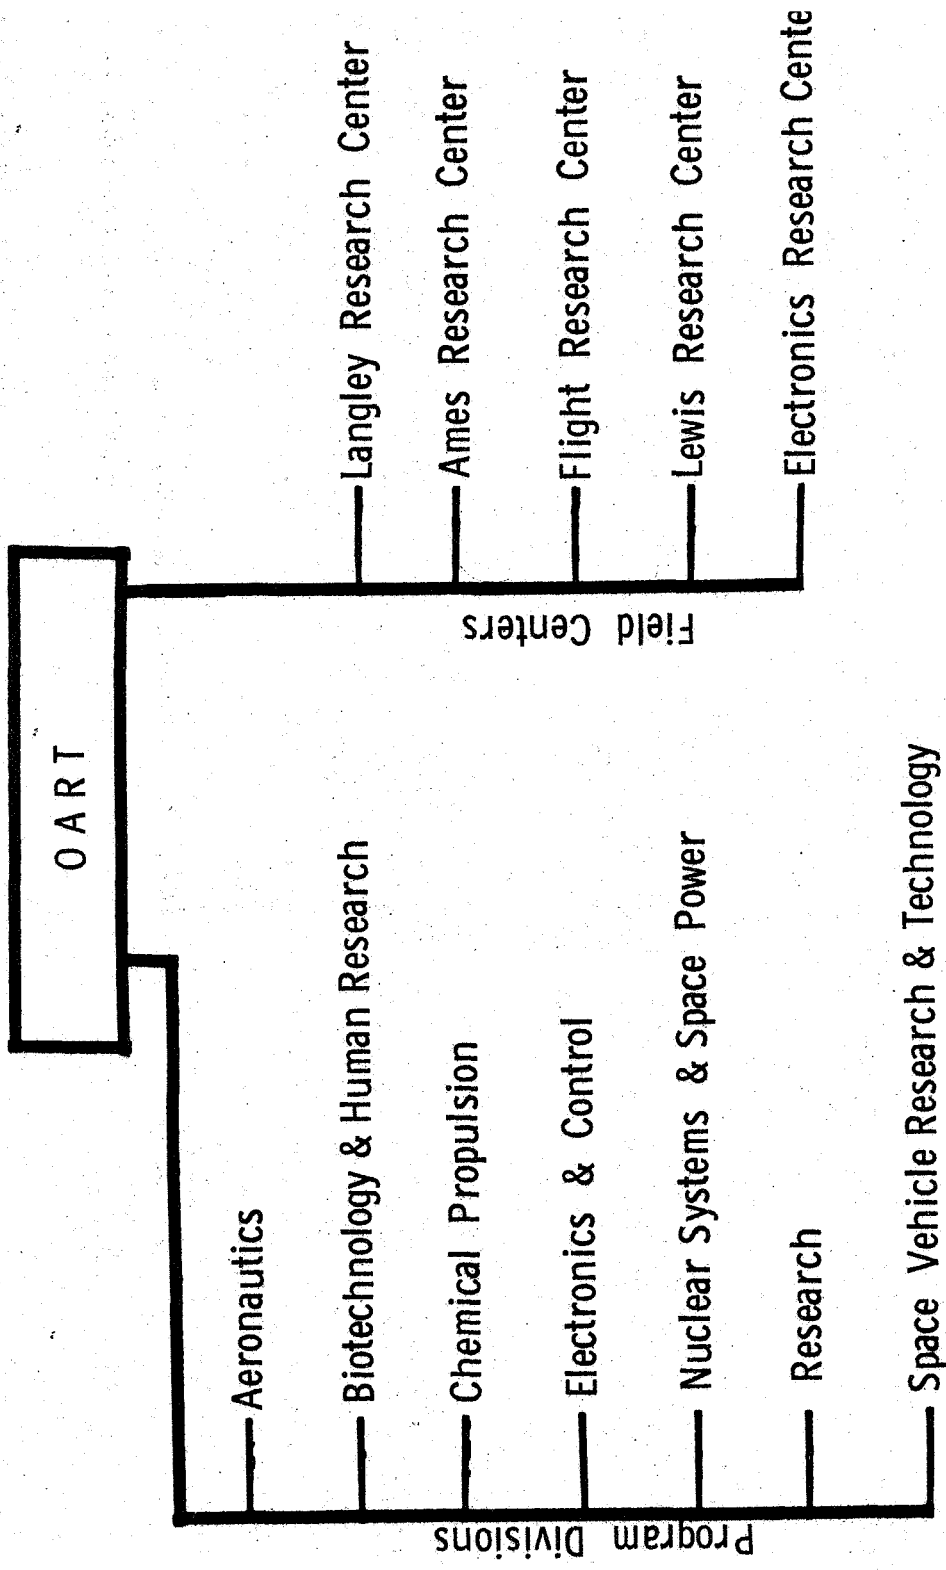 OART
Program Divisions
Aeronautics
Biotechnology & Human Research
Chemical Propulsion
Electronics & Control
Nuclear Systems & Space Power
Research
Space Vehicle Research & Technology
Field Centers
Langley Research Center
Ames Research Center
Flight Research Center
Lewis Research Center
Electronics Research Cente